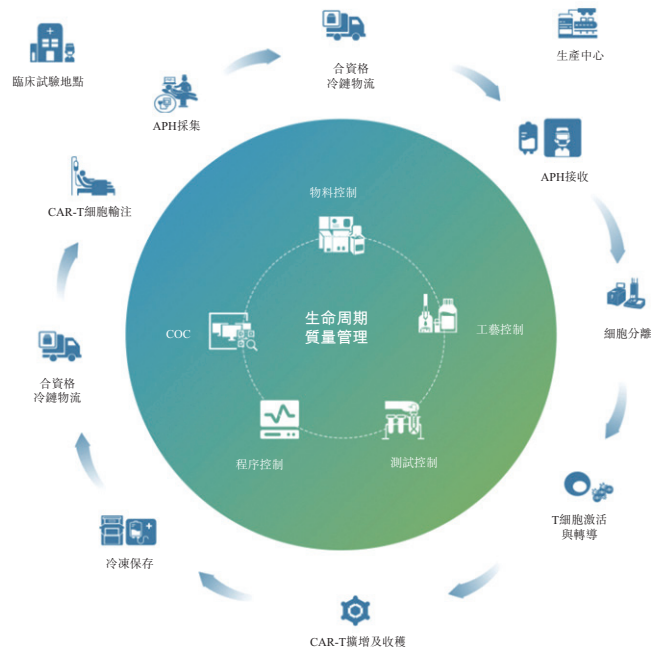 臨床試驗地點
APH採集
合資格
冷鏈物流
生產中心
APH接收
細胞分離
T細胞激活
與轉導
CAR-T擴增及收穫
冷凍保存
合資格
冷鏈物流
CAR-T細胞輸注
物料控制
工藝控制
測試控制
程序控制
COC
生命周期
質量管理